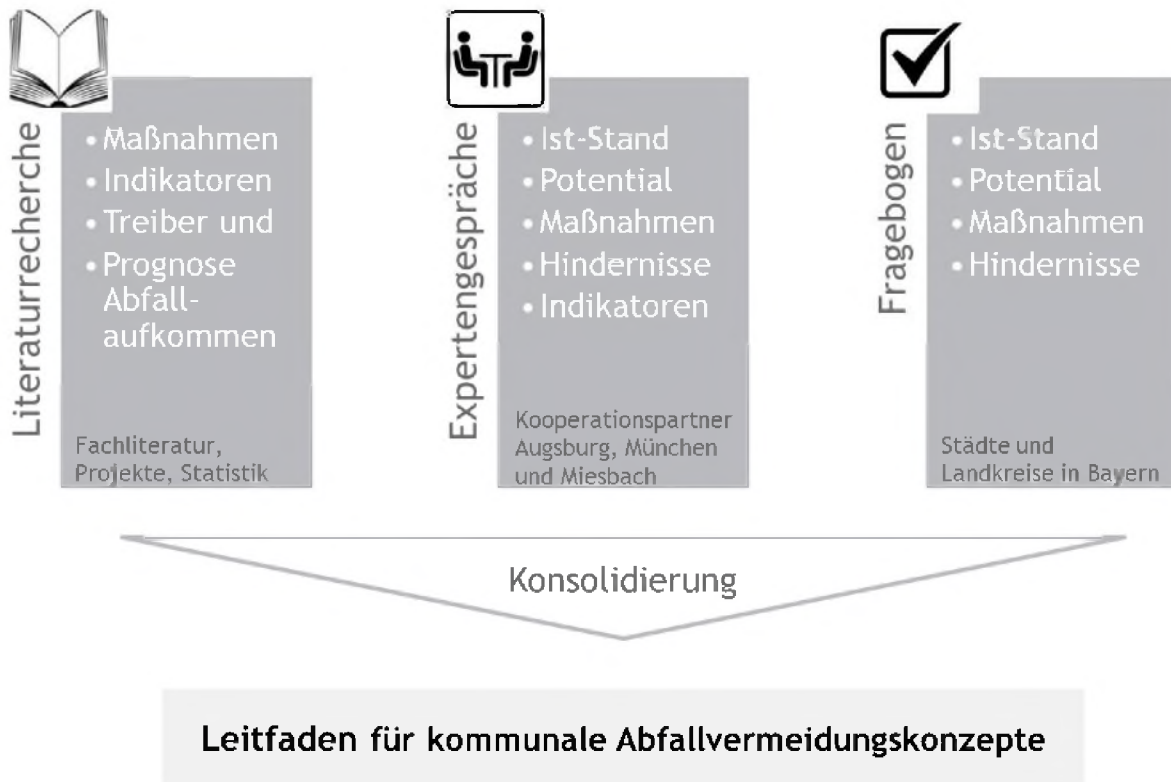 Literaturrecherche
• Maßnahmen
• Indikatoren
• Treiber und
• Prognose
Abfall-
aufkommen
Fachliteratur,
Projekte, Statistik
Expertengespräche
• Ist-Stand
• Potential
• Maßnahmen
• Hindernisse
• Indikatoren
Kooperationspartner
Augsburg, München
und Miesbach
Fragebogen
• Ist-Stand
• Potential
• Maßnahmen
• Hindernisse
Städte und
Landkreise in Bayern
Konsolidierung
Leitfaden für kommunale Abfallvermeidungskonzepte